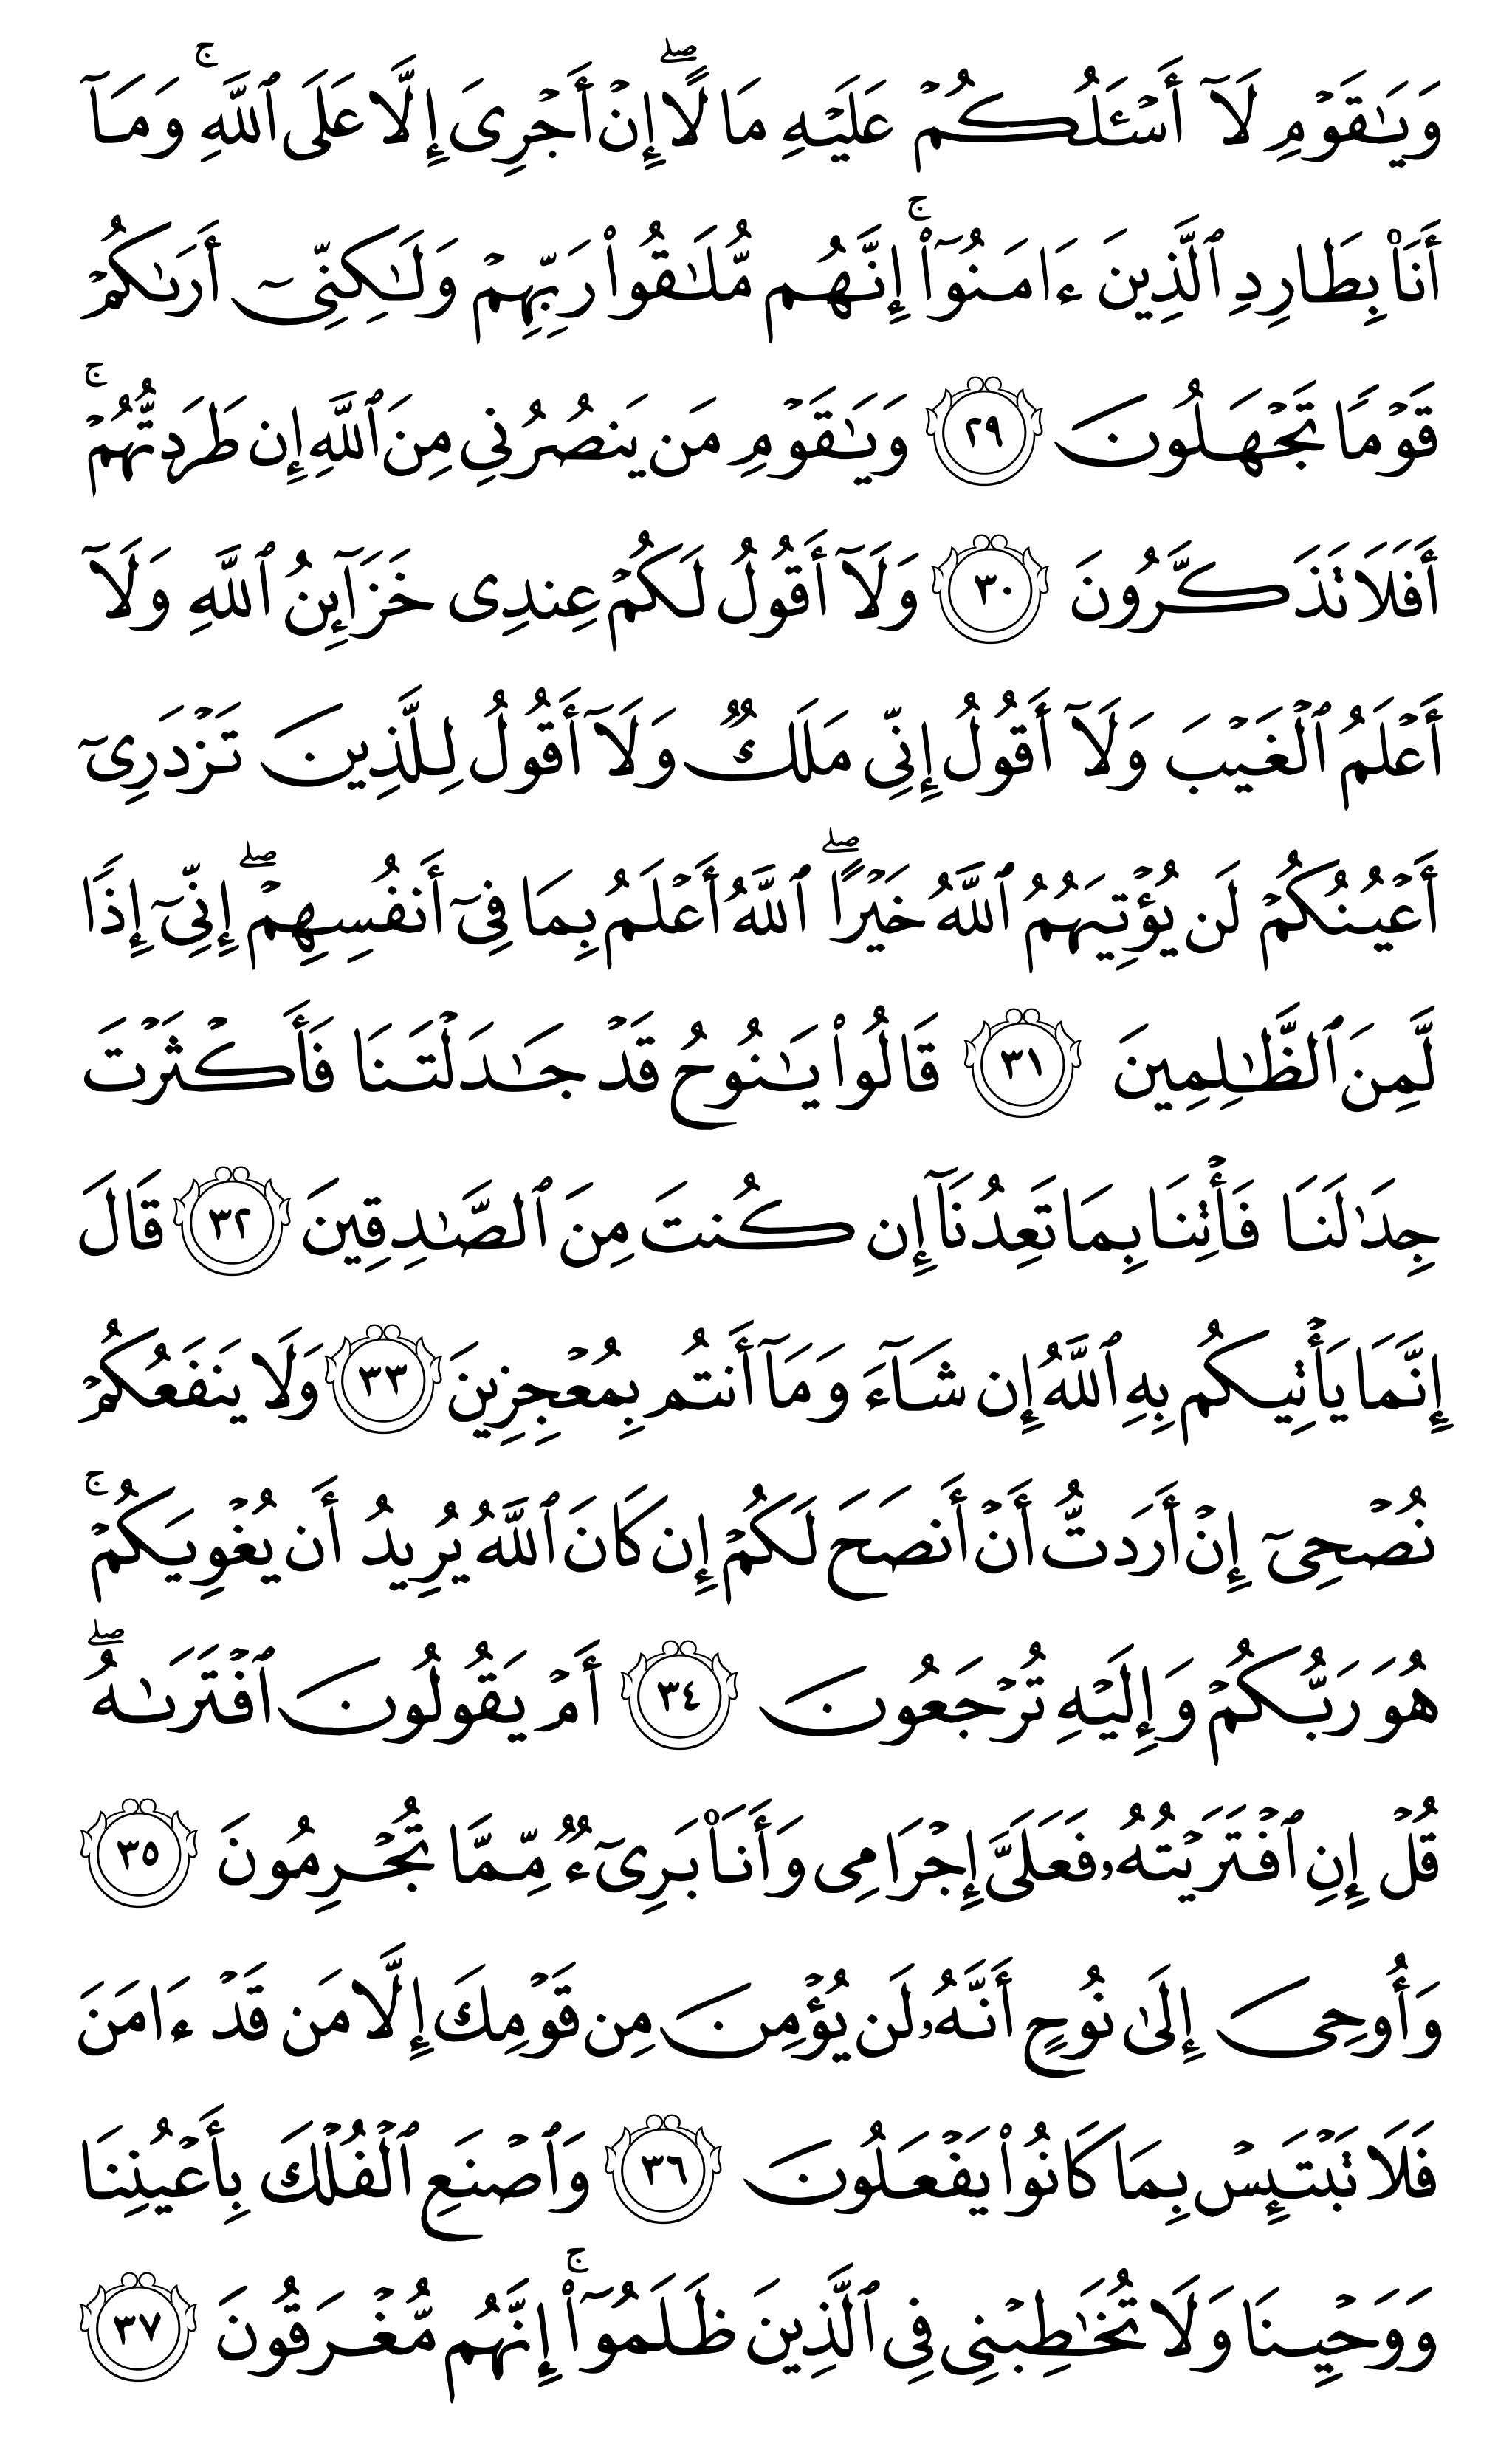 وَيَٰقَوۡمِ لَآ أَسۡـَٔلُكُمۡ عَلَيۡهِ مَالًاۖ إِنۡ أَجۡرِيَ إِلَّا عَلَى ٱللَّهِۚ وَمَآ
أَنَا۠ بِطَارِدِ ٱلَّذِينَ ءَامَنُوٓاْۚ إِنَّهُم مُّلَٰقُواْ رَبِّهِمۡ وَلَٰكِنِّيٓ أَرَىٰكُمۡ
قَوۡمٗا تَجۡهَلُونَ ٢٩ وَيَٰقَوۡمِ مَن يَنصُرُنِي مِنَ ٱللَّهِ إِن طَرَدتُّهُمۡۚ
أَفَلَا تَذَكَّرُونَ ٣٠ وَلَآ أَقُولُ لَكُمۡ عِندِي خَزَآئِنُ ٱللَّهِ وَلَآ
أَعۡلَمُ ٱلۡغَيۡبَ وَلَآ أَقُولُ إِنِّي مَلَكٞ وَلَآ أَقُولُ لِلَّذِينَ تَزۡدَرِيٓ
أَعۡيُنُكُمۡ لَن يُؤۡتِيَهُمُ ٱللَّهُ خَيۡرًاۖ ٱللَّهُ أَعۡلَمُ بِمَا فِيٓ أَنفُسِهِمۡۖ إِنِّيٓ إِذٗا
لَّمِنَ ٱلظَّٰلِمِينَ ٣١ قَالُواْ يَٰنُوحُ قَدۡ جَٰدَلۡتَنَا فَأَكۡثَرۡتَ
جِدَٰلَنَا فَأۡتِنَا بِمَا تَعِدُنَآ إِن كُنتَ مِنَ ٱلصَّٰدِقِينَ ٣٢ قَالَ
إِنَّمَا يَأۡتِيكُم بِهِ ٱللَّهُ إِن شَآءَ وَمَآ أَنتُم بِمُعۡجِزِينَ ٣٣ وَلَا يَنفَعُكُمۡ
نُصۡحِيٓ إِنۡ أَرَدتُّ أَنۡ أَنصَحَ لَكُمۡ إِن كَانَ ٱللَّهُ يُرِيدُ أَن يُغۡوِيَكُمۡۚ
هُوَ رَبُّكُمۡ وَإِلَيۡهِ تُرۡجَعُونَ ٣٤ أَمۡ يَقُولُونَ ٱفۡتَرَىٰهُۖ
قُلۡ إِنِ ٱفۡتَرَيۡتُهُۥ فَعَلَيَّ إِجۡرَامِي وَأَنَا۠ بَرِيٓءٞ مِّمَّا تُجۡرِمُونَ ٣٥
وَأُوحِيَ إِلَىٰ نُوحٍ أَنَّهُۥ لَن يُؤۡمِنَ مِن قَوۡمِكَ إِلَّا مَن قَدۡ ءَامَنَ
فَلَا تَبۡتَئِسۡ بِمَا كَانُواْ يَفۡعَلُونَ ٣٦ وَٱصۡنَعِ ٱلۡفُلۡكَ بِأَعۡيُنِنَا
وَوَحۡيِنَا وَلَا تُخَٰطِبۡنِي فِي ٱلَّذِينَ ظَلَمُوٓاْۚ إِنَّهُم مُّغۡرَقُونَ ٣٧